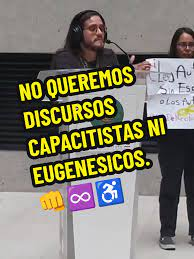 NO QUEREMOS
DISCURSOS
CAPACITISTAS NI
EUGENESICOS.
👊♾️♿